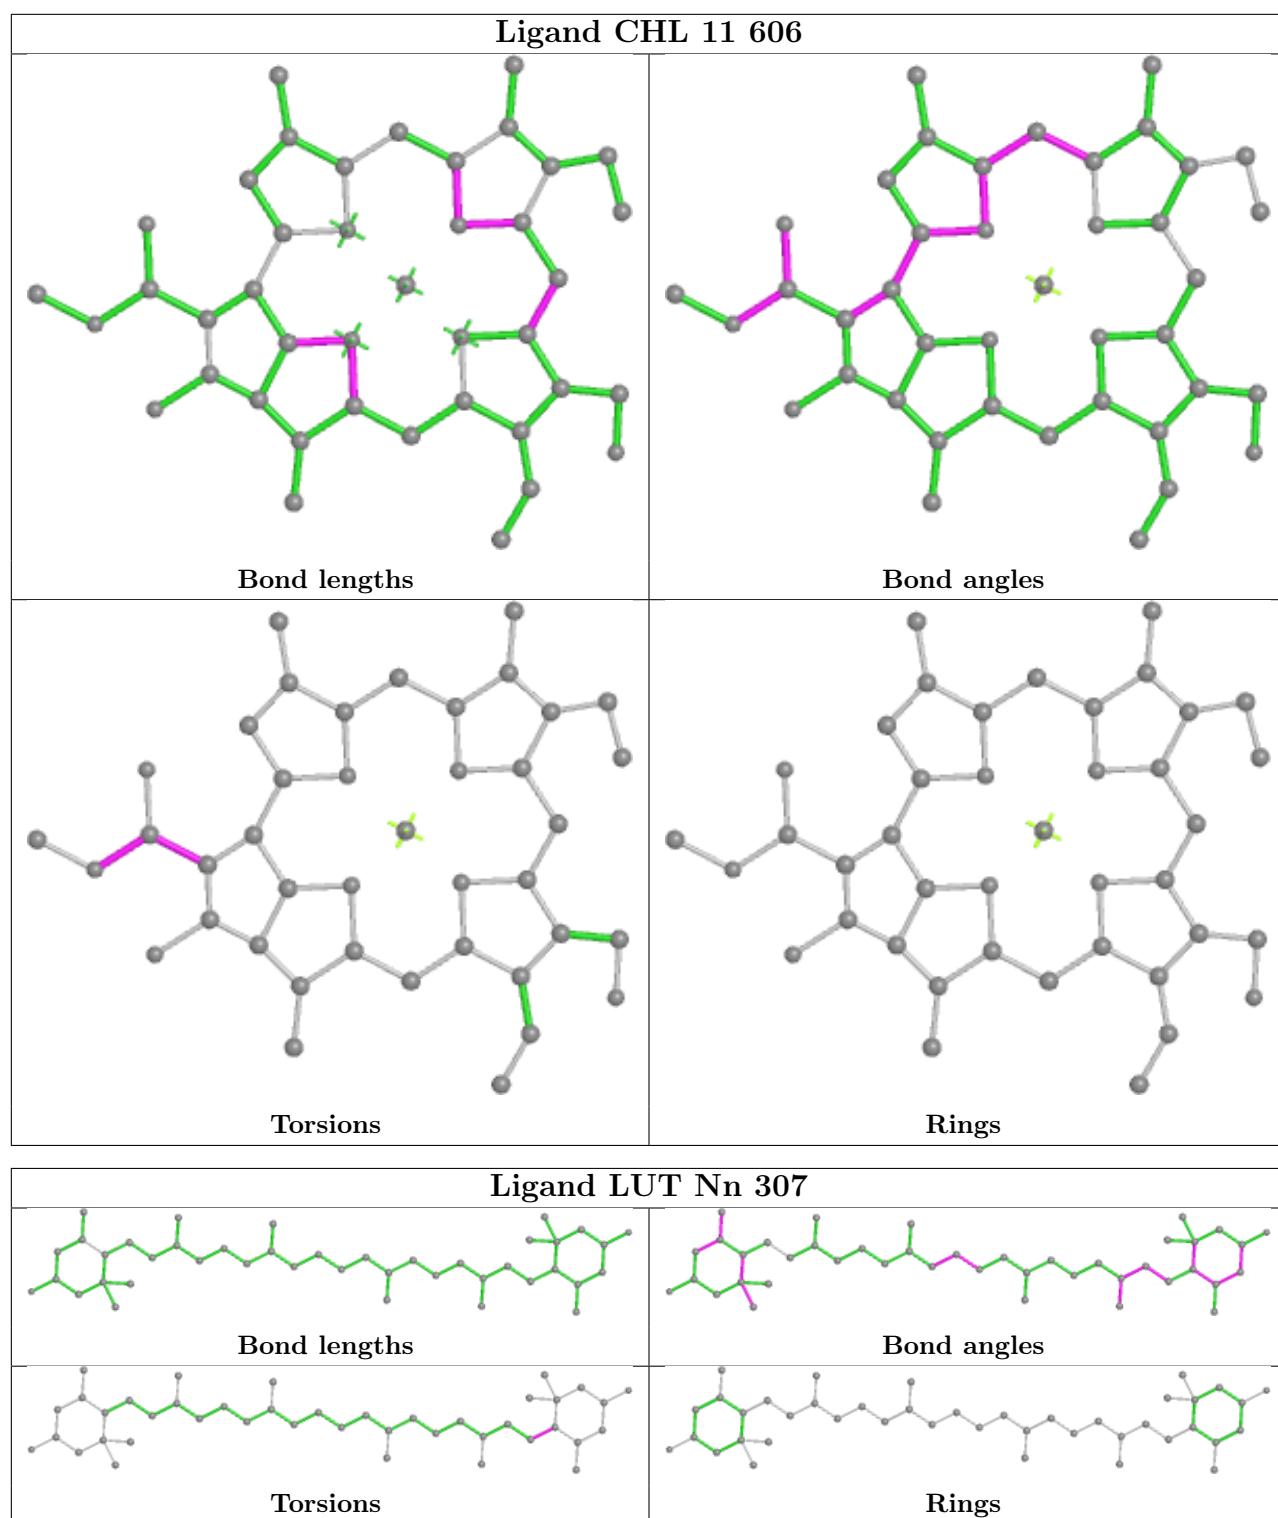 Ligand CHL 11 606
Bond lengths
Bond angles
Torsions
Rings
Ligand LUT Nn 307
Bond lengths
Bond angles
Torsions
Rings